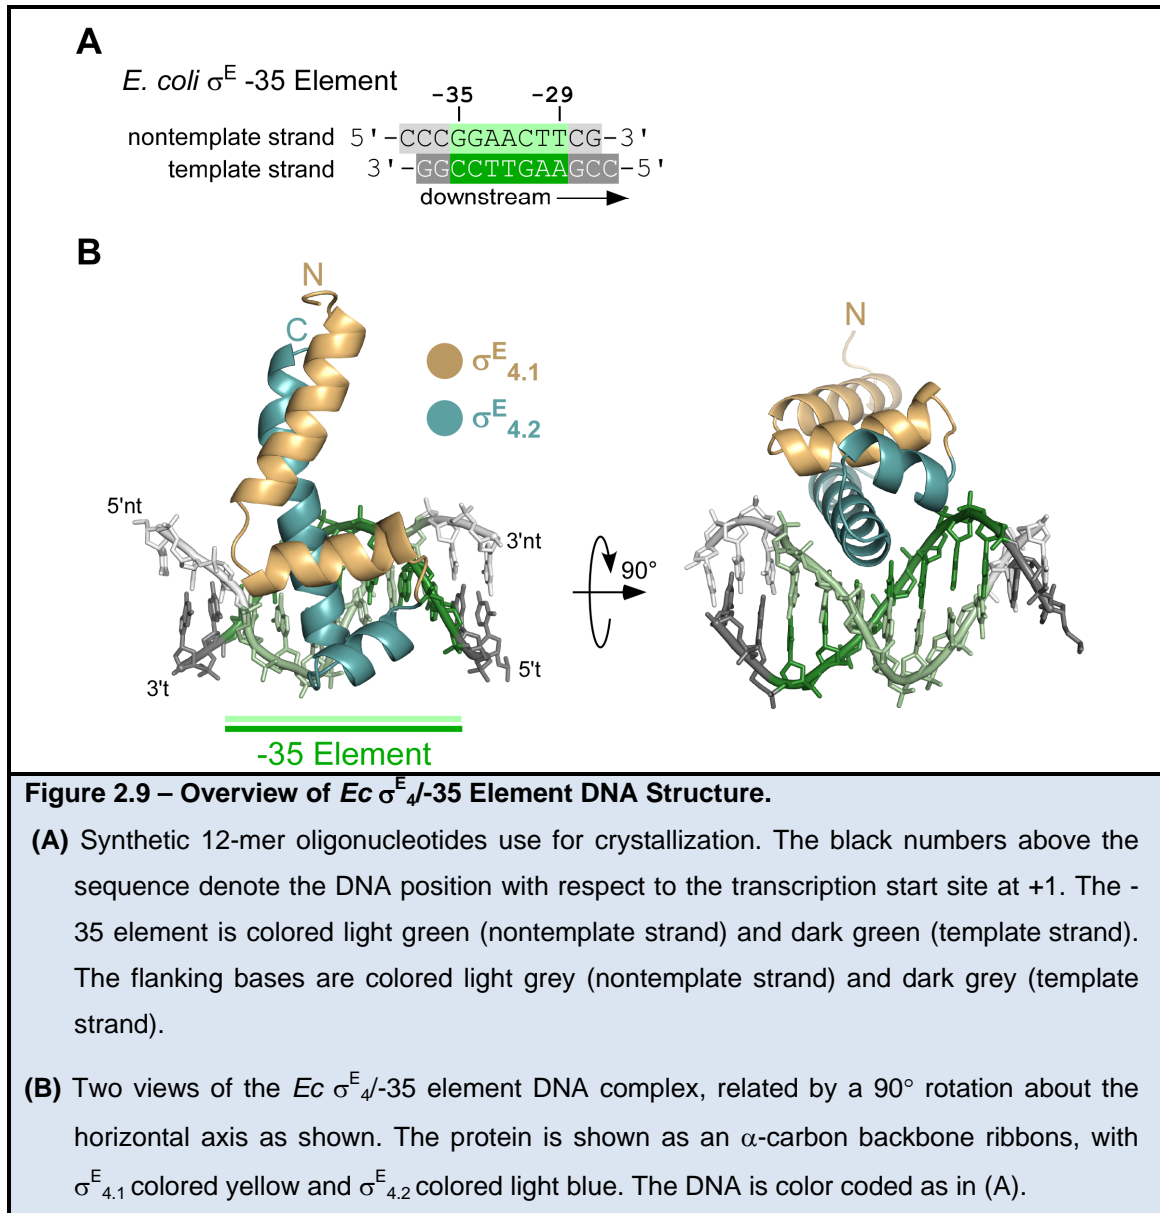 A
E. coli σE -35 Element
-35 -29
nontemplate strand 5'-CCCGGAACTTCG-3'
template strand 3'-GGCCTTGAAGCC-5'
downstream
B
N
C
σE4.1
σE4.2
N
5'nt
3'nt
90°
3't
5't
-35 Element
Figure 2.9 – Overview of Ec σE4/-35 Element DNA Structure.
(A) Synthetic 12-mer oligonucleotides use for crystallization. The black numbers above the
sequence denote the DNA position with respect to the transcription start site at +1. The -
35 element is colored light green (nontemplate strand) and dark green (template strand).
The flanking bases are colored light grey (nontemplate strand) and dark grey (template
strand).
(B) Two views of the Ec σE4/-35 element DNA complex, related by a 90° rotation about the
horizontal axis as shown. The protein is shown as an α-carbon backbone ribbons, with
σE4.1 colored yellow and σE4.2 colored light blue. The DNA is color coded as in (A).